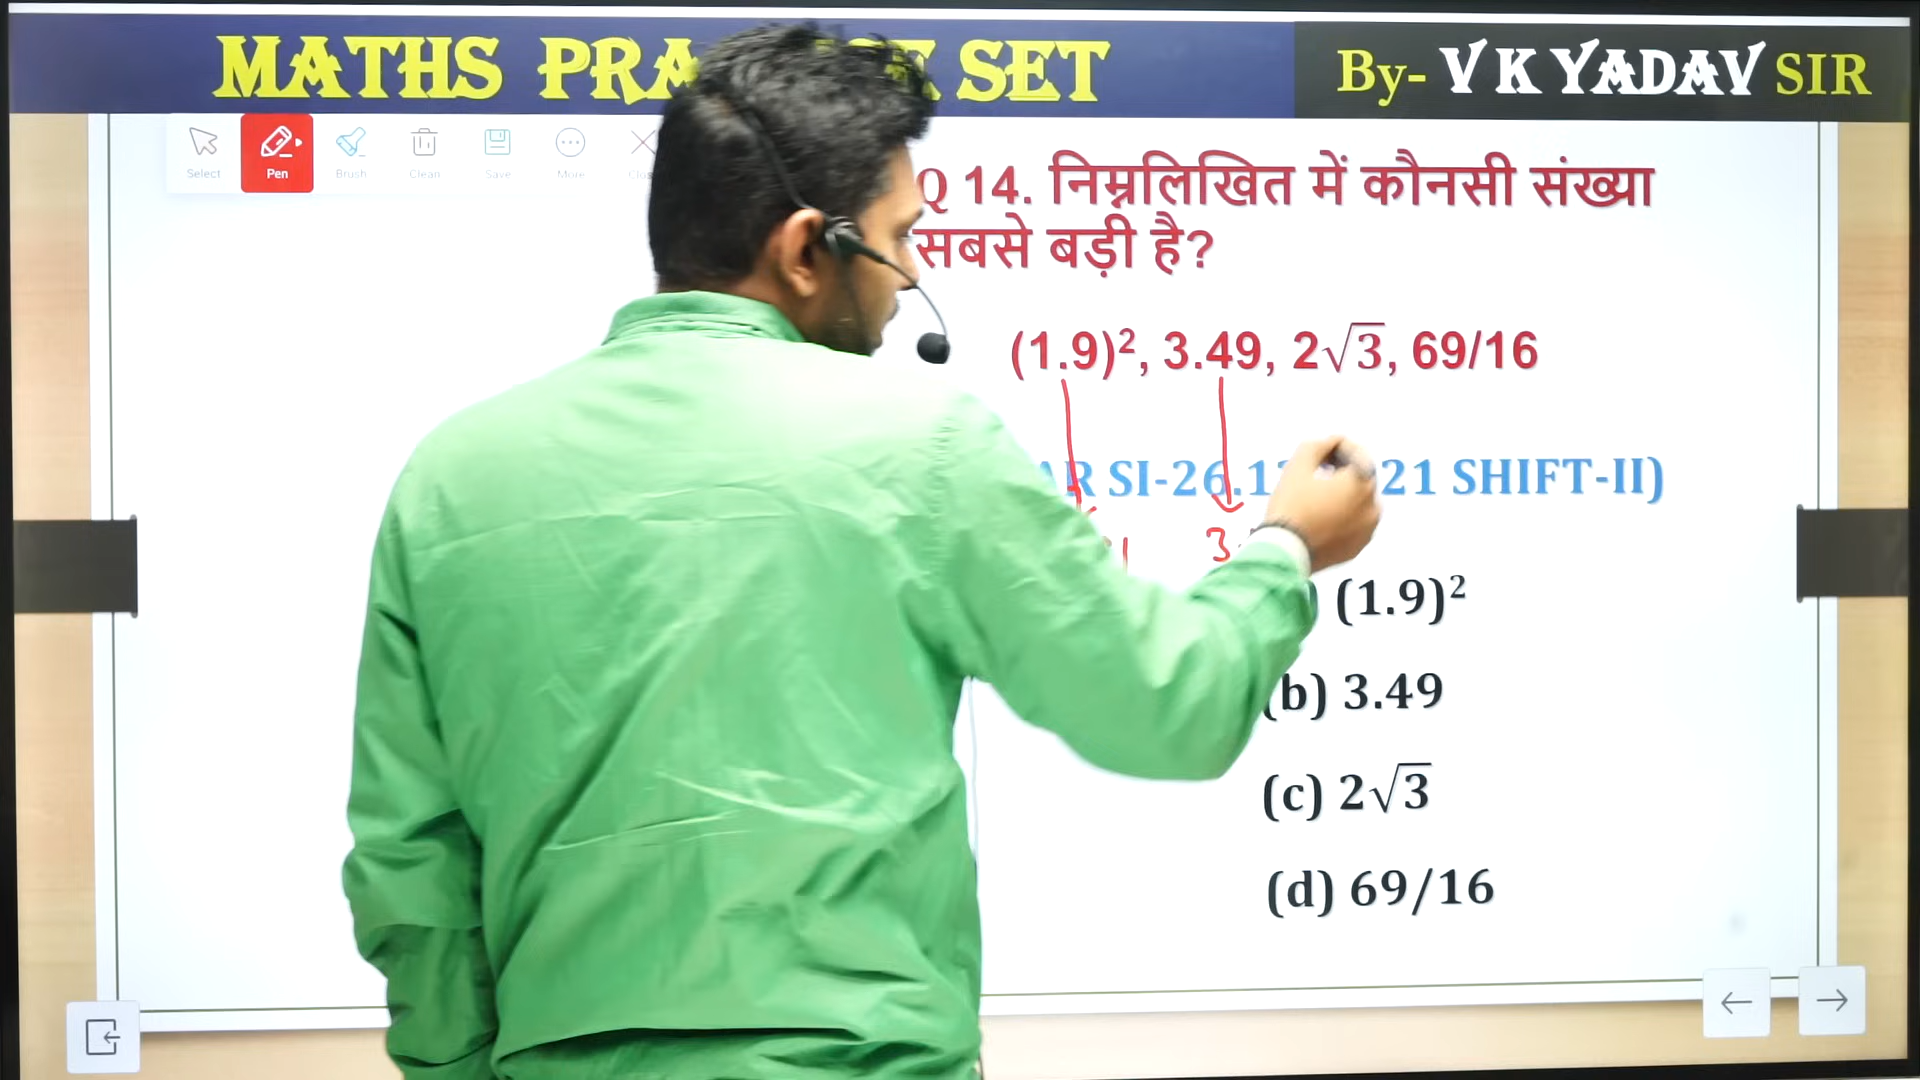 MATHS PRACTICE SET
By- V K YADAV SIR
Select Pen Brush Clean Save More
Q 14. निम्नलिखित में कौनसी संख्या
सबसे बड़ी है?
(1.9)², 3.49, 2√3, 69/16
SI-26. 21 SHIFT-II)
(1.9)²
(b) 3.49
(c) 2√3
(d) 69/16